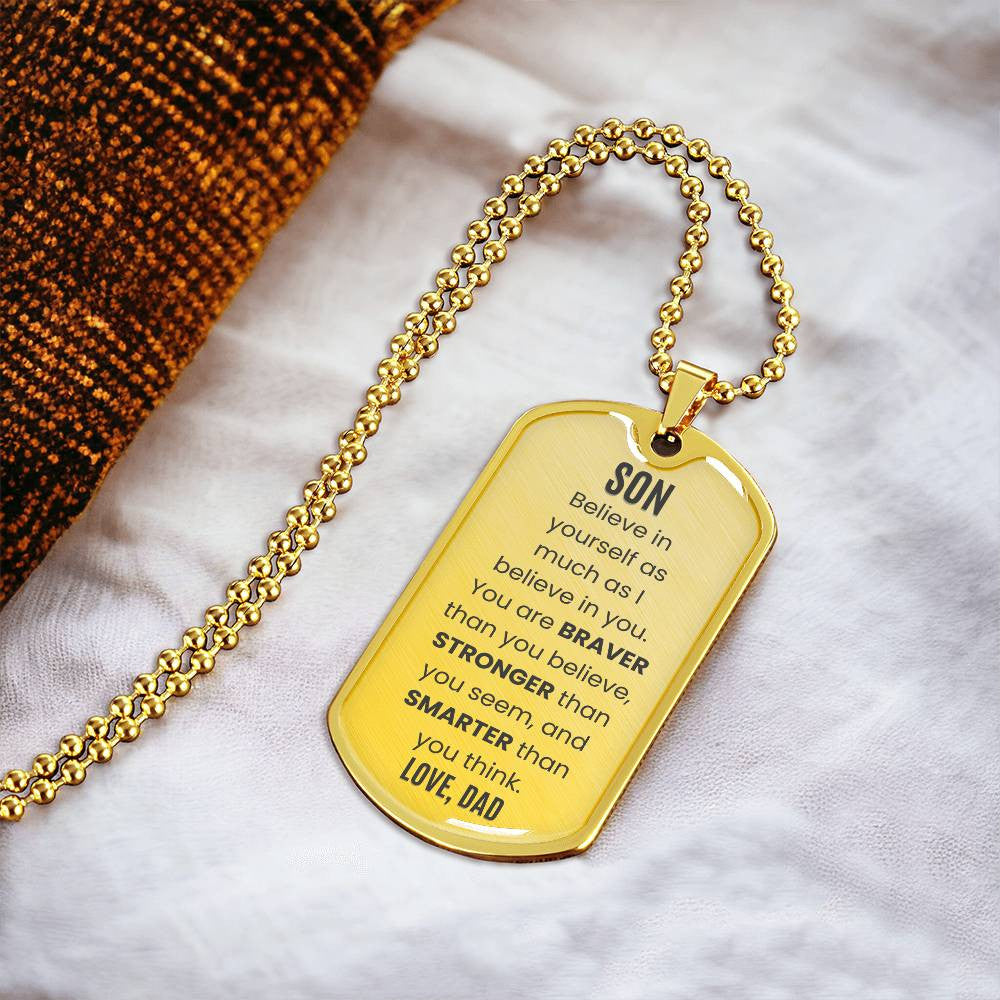 SON
Believe in
yourself as
much as I
believe in you.
You are BRAVER
than you believe,
STRONGER than
you seem, and
SMARTER than
you think.
LOVE, DAD